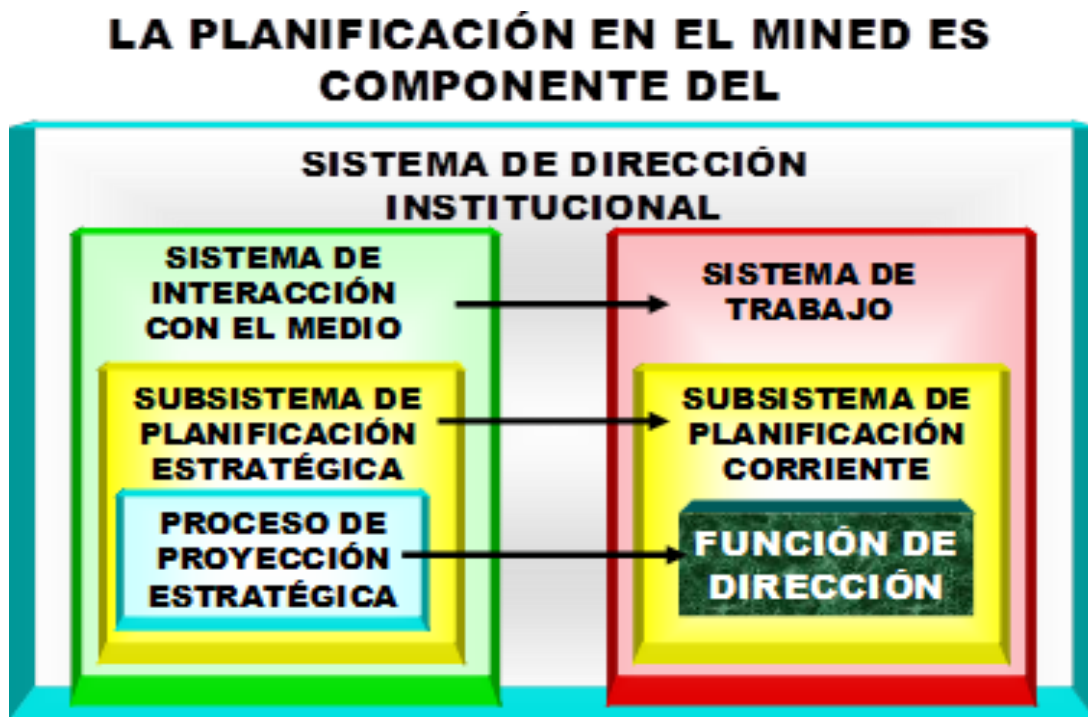 LA PLANIFICACIÓN EN EL MINED ES
COMPONENTE DEL
SISTEMA DE DIRECCIÓN
INSTITUCIONAL
SISTEMA DE
INTERACCIÓN
CON EL MEDIO
SUBSISTEMA DE
PLANIFICACIÓN
ESTRATÉGICA
PROCESO DE
PROYECCIÓN
ESTRATÉGICA
SISTEMA DE
TRABAJO
SUBSISTEMA DE
PLANIFICACIÓN
CORRIENTE
FUNCIÓN DE
DIRECCIÓN